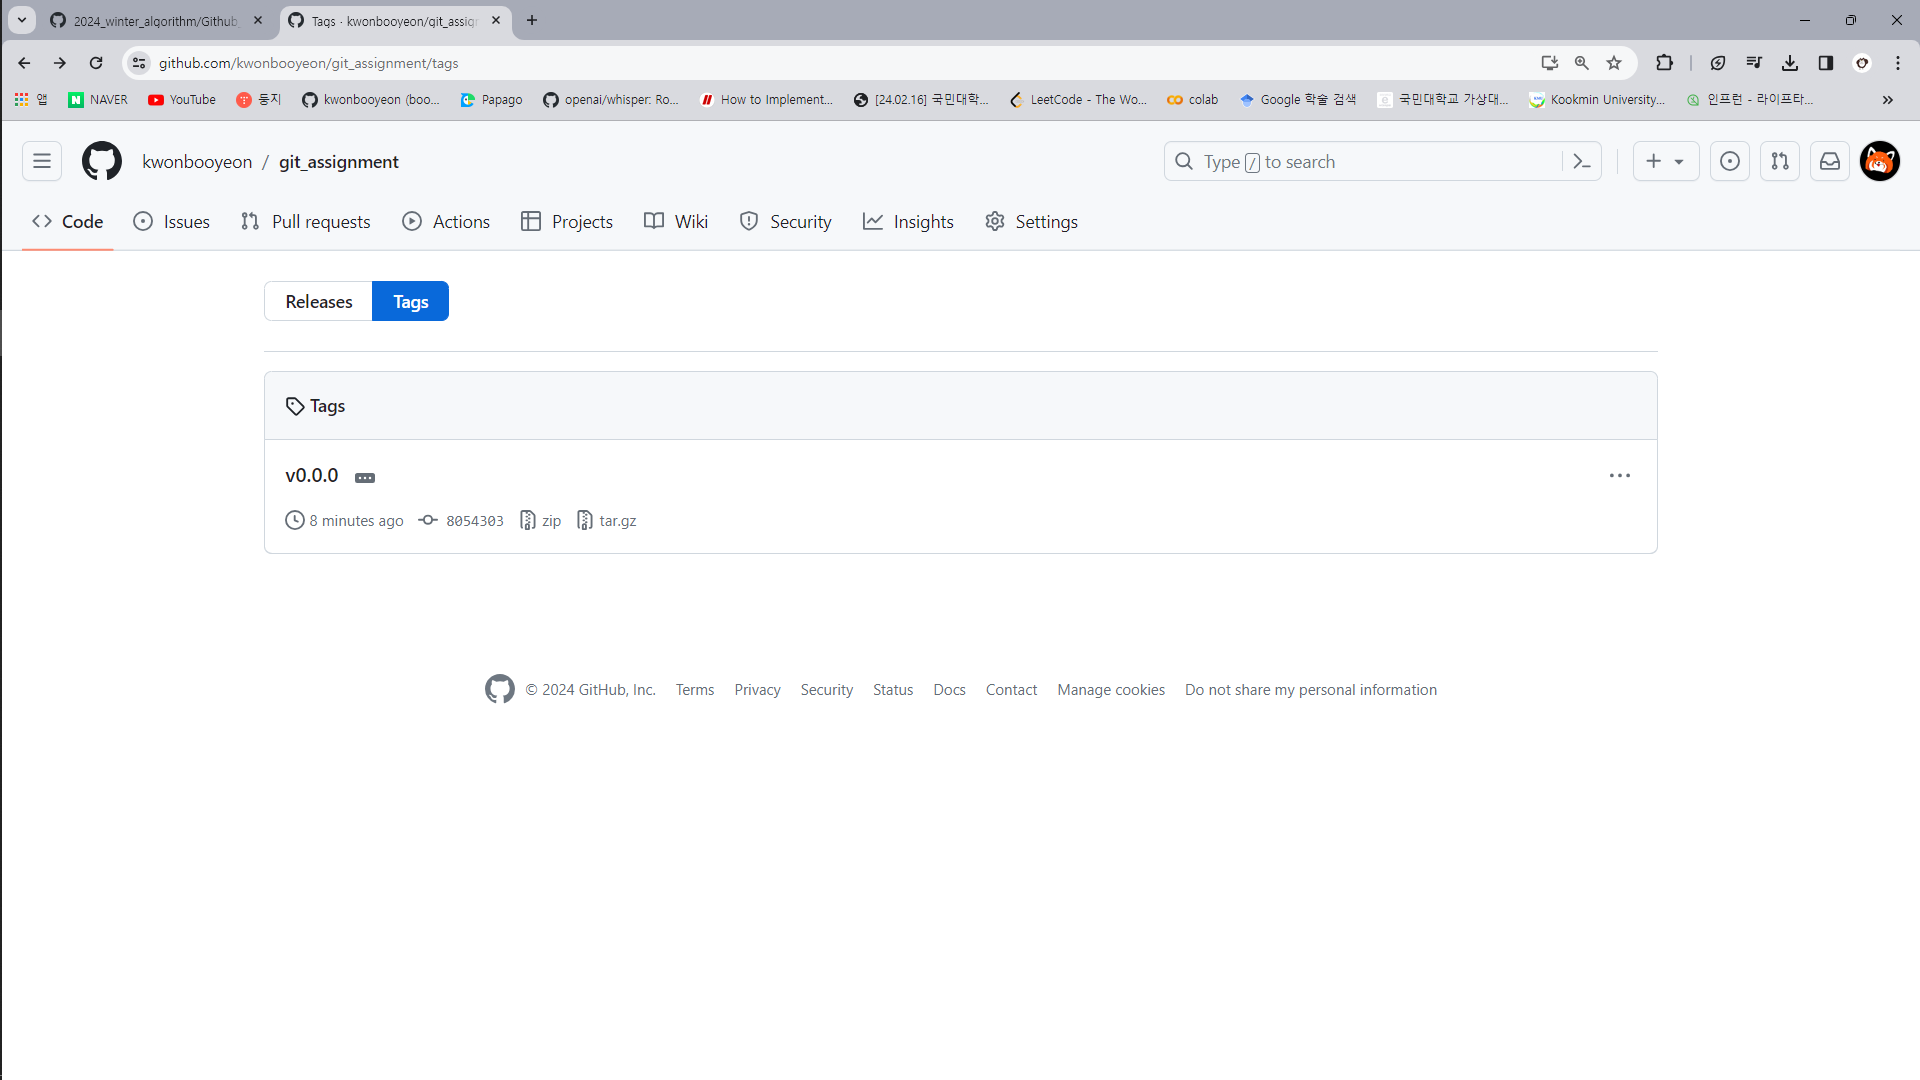 2024_winter_algorithm/Github_
Tags · kwonbooyeon/git_assign
github.com/kwonbooyeon/git_assignment/tags
앱
NAVER
YouTube
둥지
kwonbooyeon (boo...
Papago
openai/whisper: Ro...
How to Implement...
[24.02.16] 국민대학...
LeetCode - The Wo...
colab
Google 학술 검색
국민대학교 가상대...
Kookmin University...
인프런 - 라이프타...
kwonbooyeon / git_assignment
Type / to search
Code
Issues
Pull requests
Actions
Projects
Wiki
Security
Insights
Settings
Releases
Tags
Tags
v0.0.0
8 minutes ago
8054303
zip
tar.gz
© 2024 GitHub, Inc.
Terms
Privacy
Security
Status
Docs
Contact
Manage cookies
Do not share my personal information